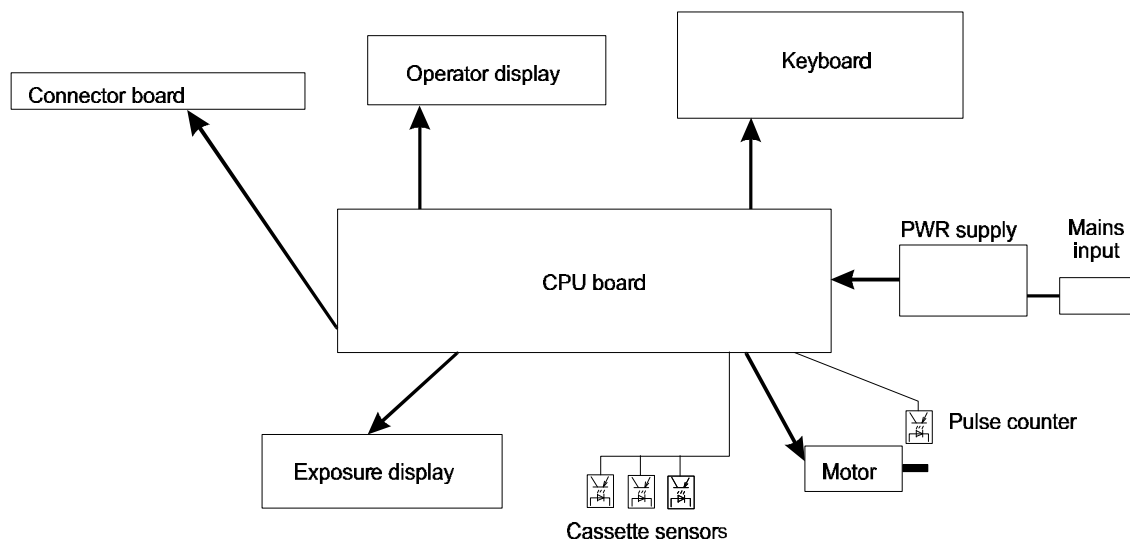 Keyboard
Operator display
Connector board
PWR supply
Mains
input
CPU board
Pulse counter
Exposure display
Motor
Cassette sensors